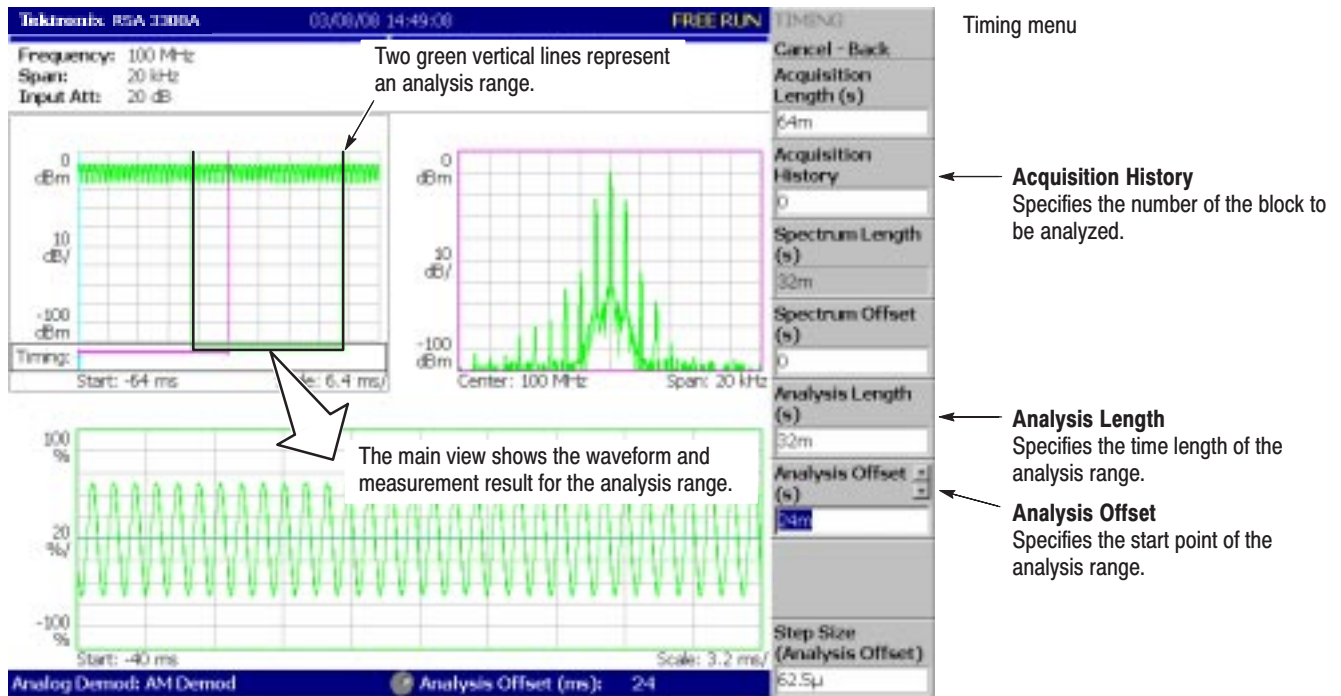 Tektronix RSA 3300A 03/08/08 14:49:08 FREE RUN
Frequency: 100 MHz
Span: 20 kHz
Input Att: 20 dB
Two green vertical lines represent
an analysis range.
0
dBm
10
dB/
-100
dBm
Timing:
Start: -64 ms
le: 6.4 ms/
0
dBm
10
dB/
-100
dBm
Center: 100 MHz
Span: 20 kHz
100
%
20
%/
-100
%
Start: -40 ms
Scale: 3.2 ms/
The main view shows the waveform and
measurement result for the analysis range.
Analog Demod: AM Demod
Analysis Offset (ms): 24
TIMING
Cancel - Back
Acquisition
Length (s)
64m
Acquisition
History
0
Spectrum Length
(s)
32m
Spectrum Offset
(s)
0
Analysis Length
(s)
32m
Analysis Offset
(s)
24m
Step Size
(Analysis Offset)
62.5µ
Timing menu
Acquisition History
Specifies the number of the block to
be analyzed.
Analysis Length
Specifies the time length of the
analysis range.
Analysis Offset
Specifies the start point of the
analysis range.